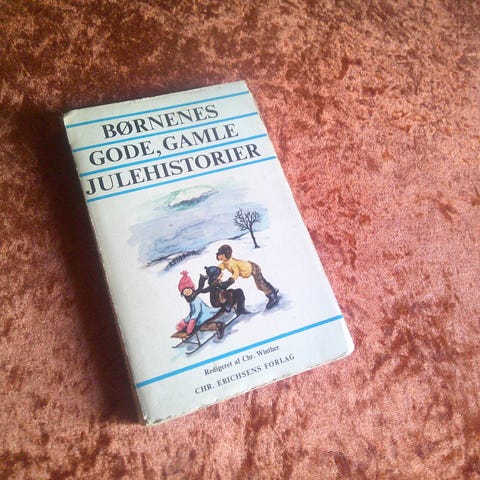 BØRNENES
GODE, GAMLE
JULEHISTORIER
Redigeret af Chr. Winther
CHR. ERICHSENS FORLAG